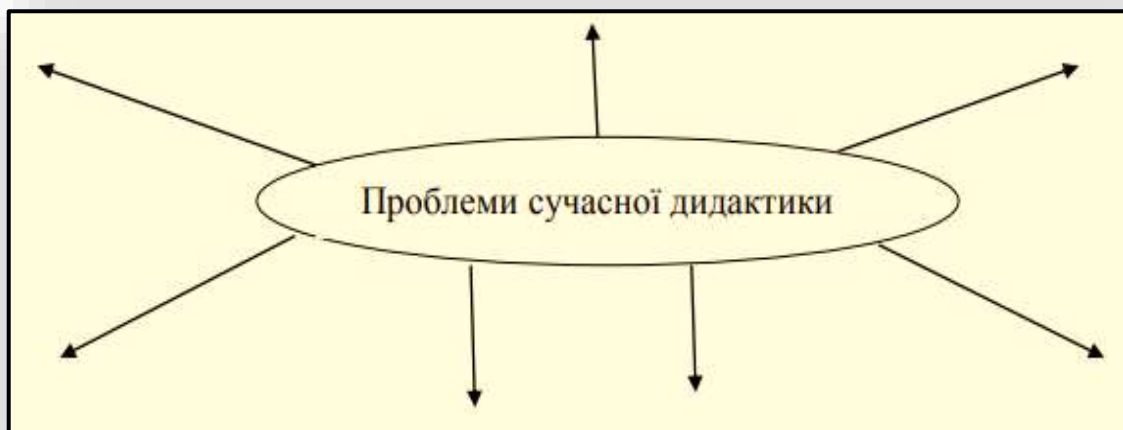 Проблеми сучасної дидактики